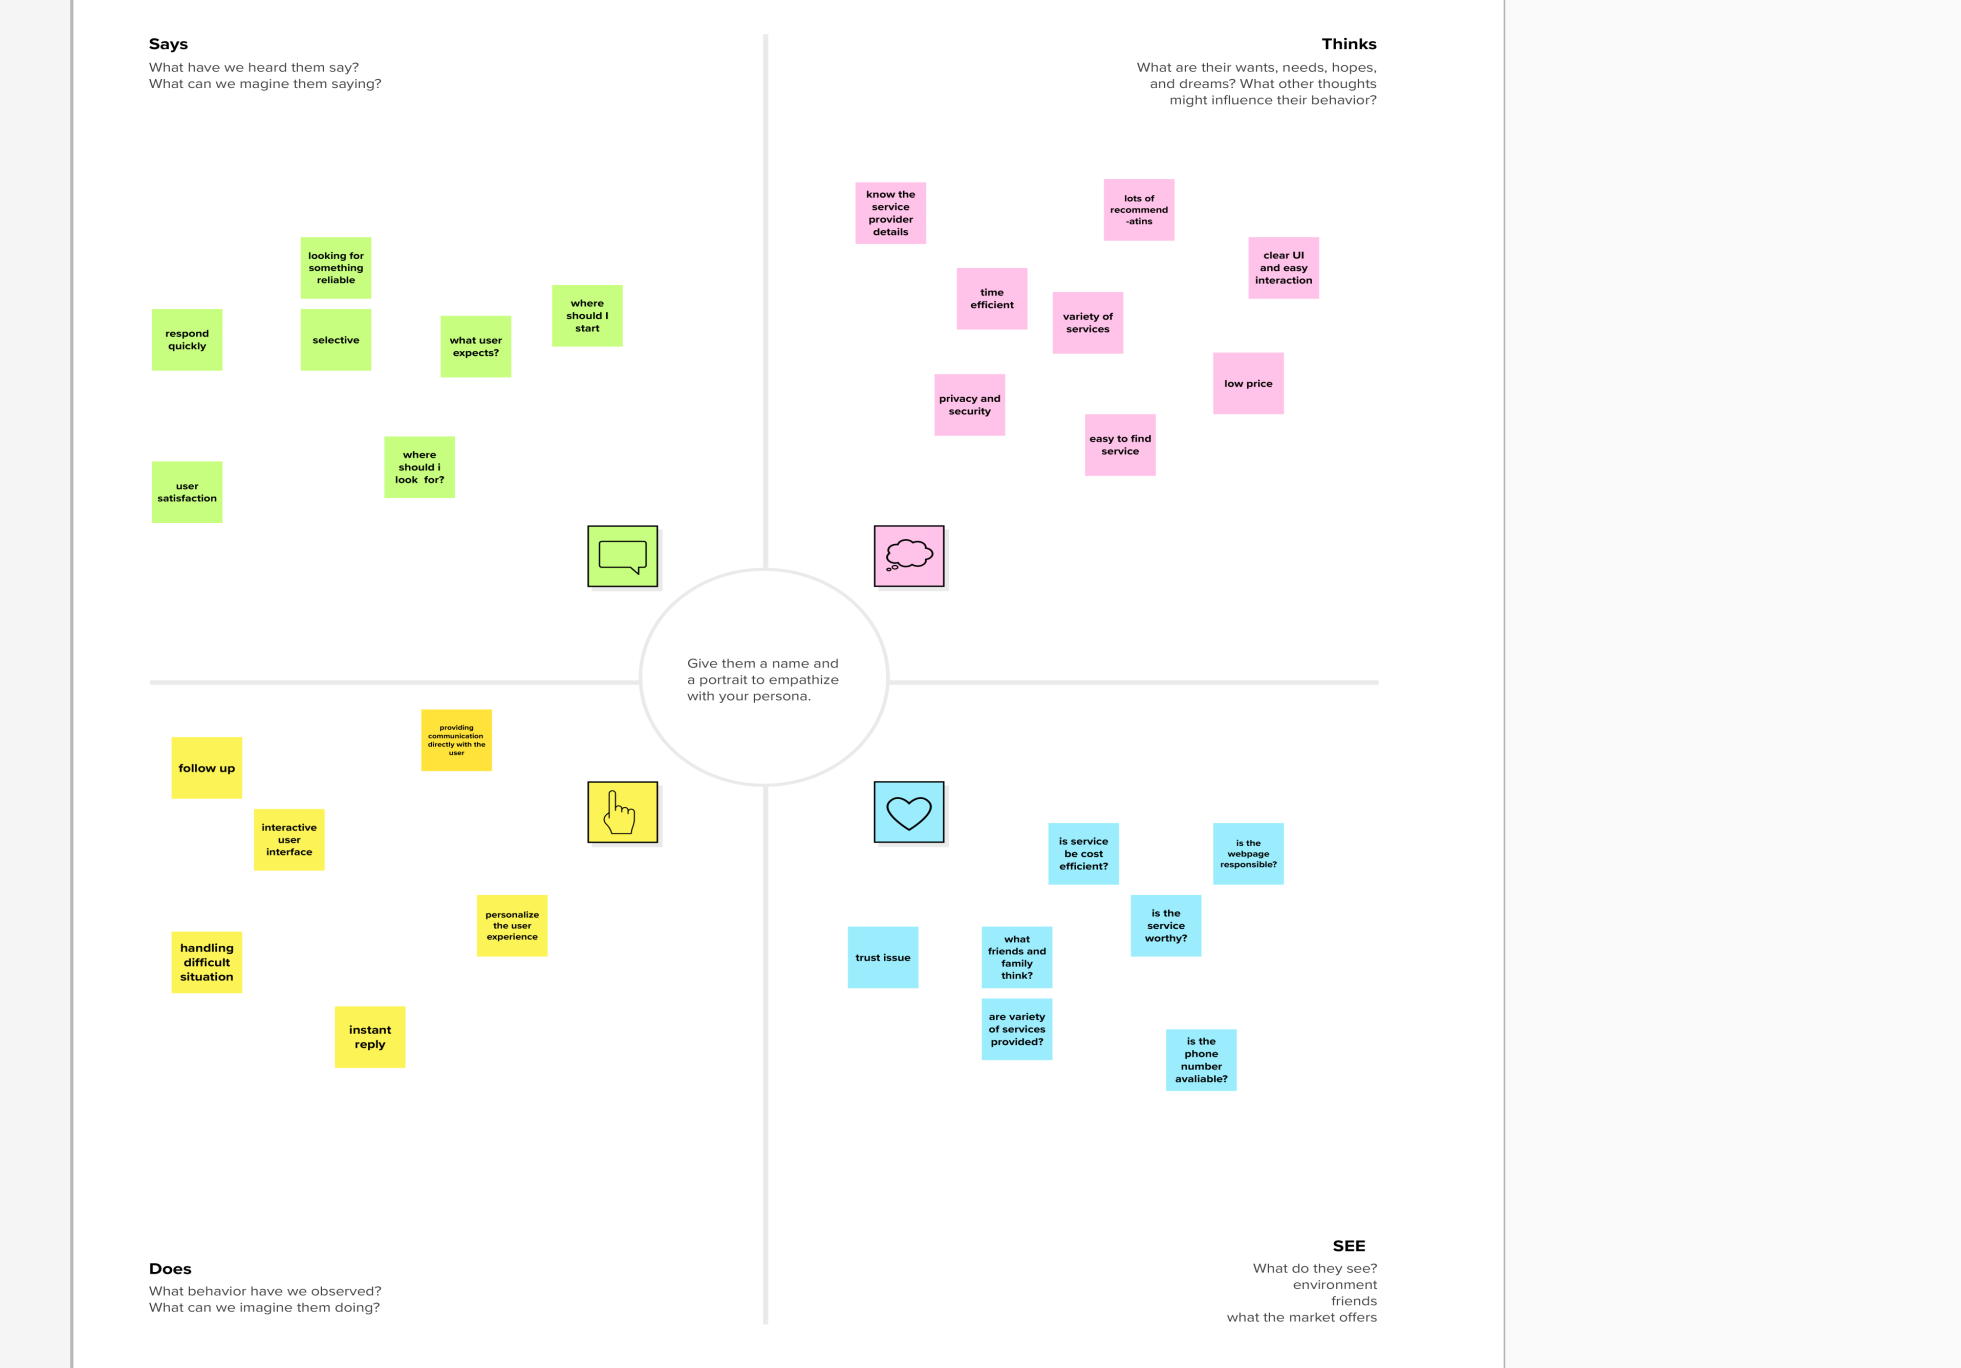 Says
What have we heard them say?
What can we magine them saying?
Thinks
What are their wants, needs, hopes,
and dreams? What other thoughts
might influence their behavior?
looking for
something
reliable
respond
quickly
selective
what user
expects?
where
should I
start
where
should i
look  for?
user
satisfaction
know the
service
provider
details
lots of
recommend
-atins
clear UI
and easy
interaction
time
efficient
variety of
services
low price
privacy and
security
easy to find
service
Give them a name and
a portrait to empathize
with your persona.
providing
communication
directly with the
user
follow up
interactive
user
interface
personalize
the user
experience
handling
difficult
situation
instant
reply
is service
be cost
efficient?
is the
webpage
responsible?
is the
service
worthy?
trust issue
what
friends and
family
think?
are variety
of services
provided?
is the
phone
number
avaliable?
Does
What behavior have we observed?
What can we imagine them doing?
SEE
What do they see?
environment
friends
what the market offers